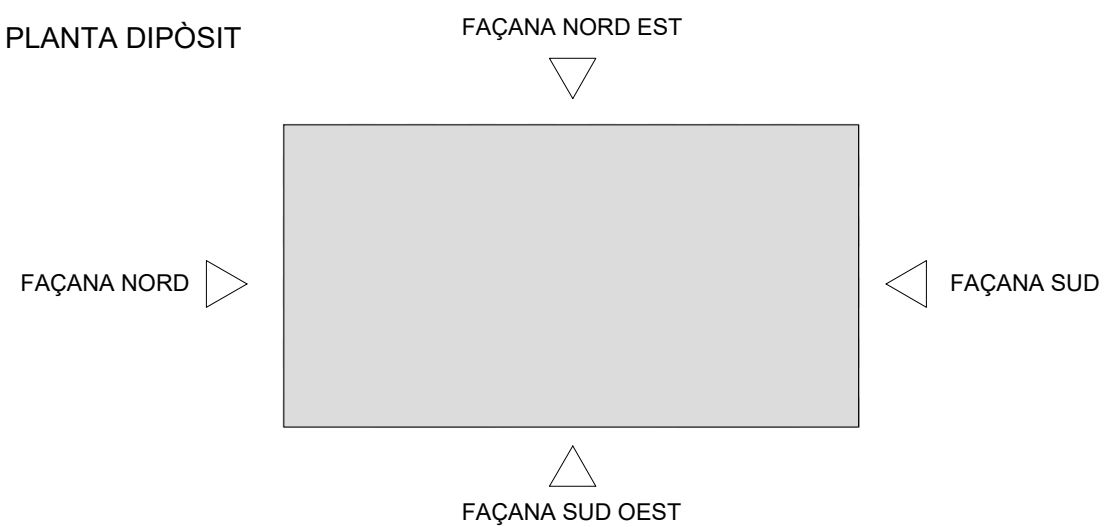 PLANTA DIPÒSIT
FAÇANA NORD EST
FAÇANA NORD
FAÇANA SUD
FAÇANA SUD OEST